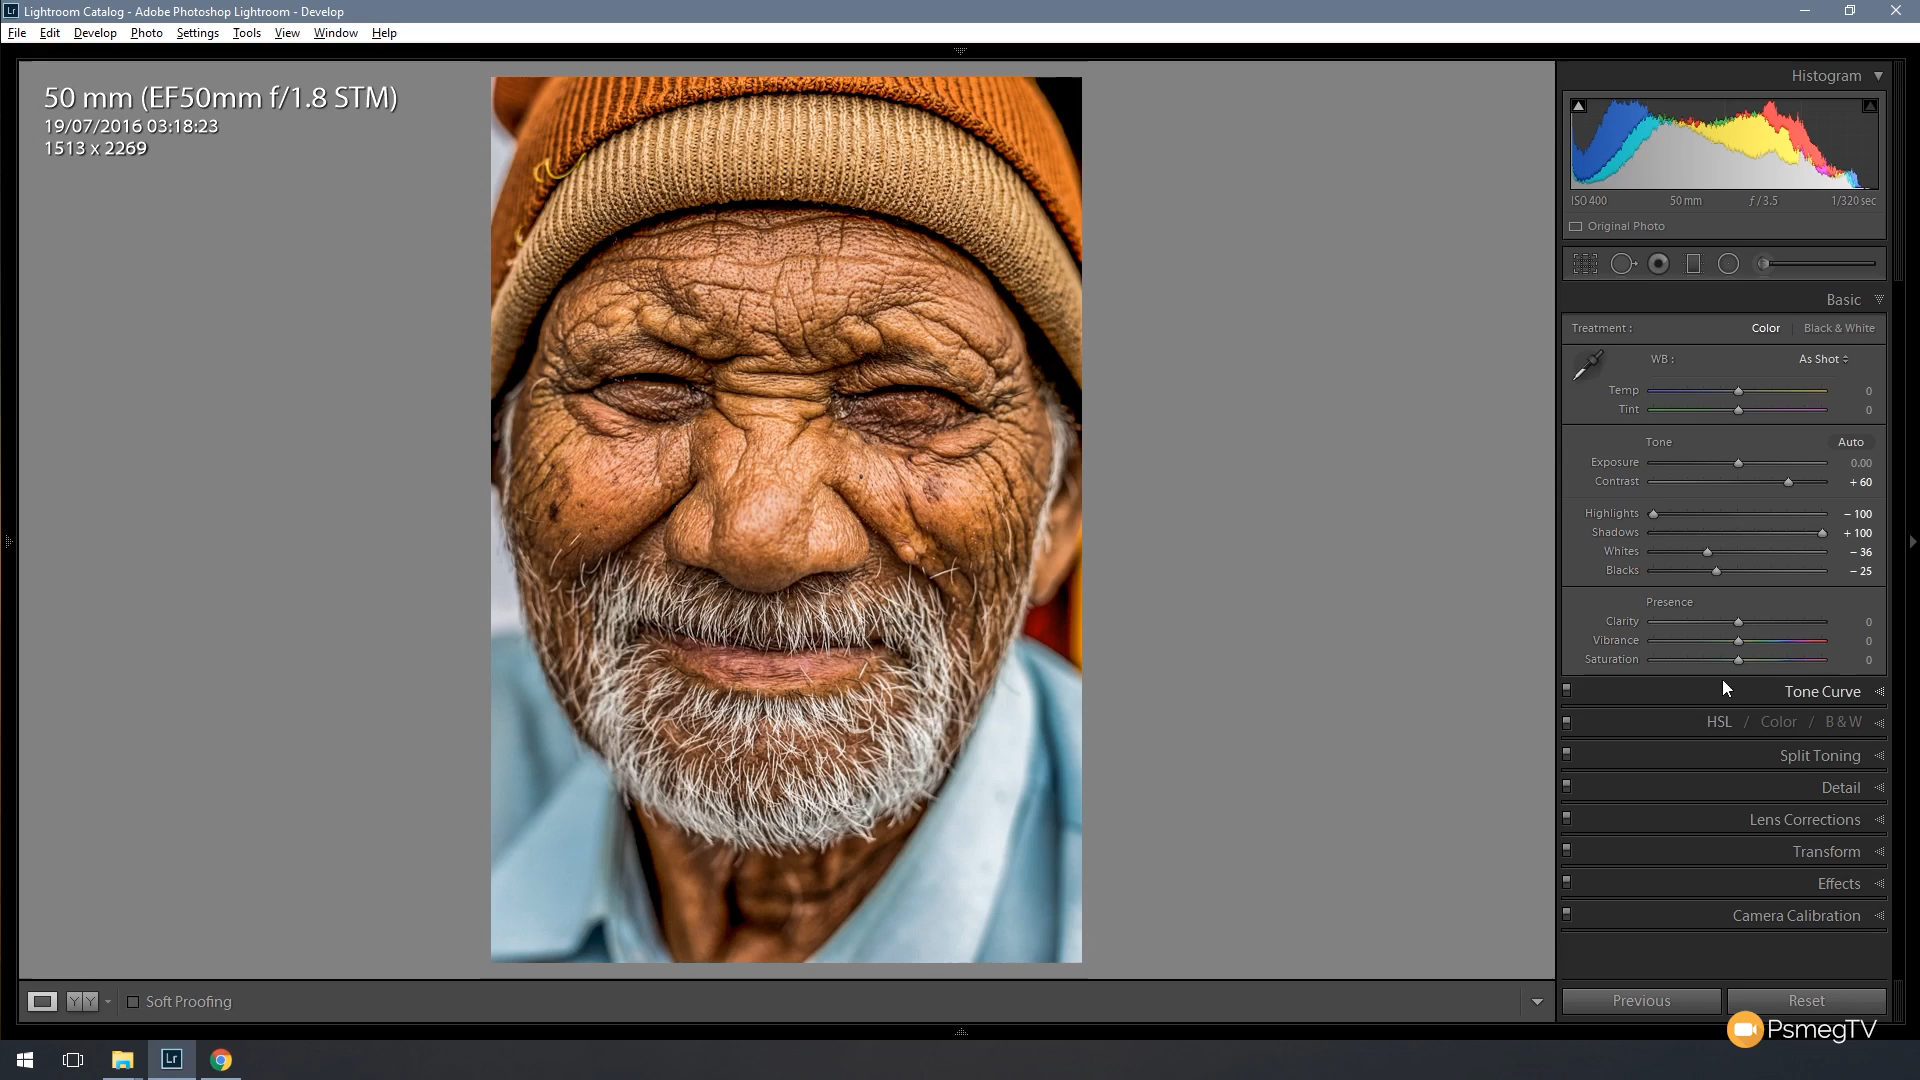 Lightroom Catalog - Adobe Photoshop Lightroom - Develop
File Edit Develop Photo Settings Tools View Window Help
50 mm (EF50mm f/1.8 STM)
19/07/2016 03:18:23
1513 x 2269
Histogram
ISO 400 50 mm ƒ / 3.5 1/320 sec
Original Photo
Basic
Treatment : Color Black & White
WB : As Shot
Temp 0
Tint 0
Tone Auto
Exposure 0.00
Contrast + 60
Highlights – 100
Shadows + 100
Whites – 36
Blacks – 25
Presence
Clarity 0
Vibrance 0
Saturation 0
Tone Curve
HSL / Color / B & W
Split Toning
Detail
Lens Corrections
Transform
Effects
Camera Calibration
Y Y Soft Proofing
Previous Reset
PsmegTV
Lr